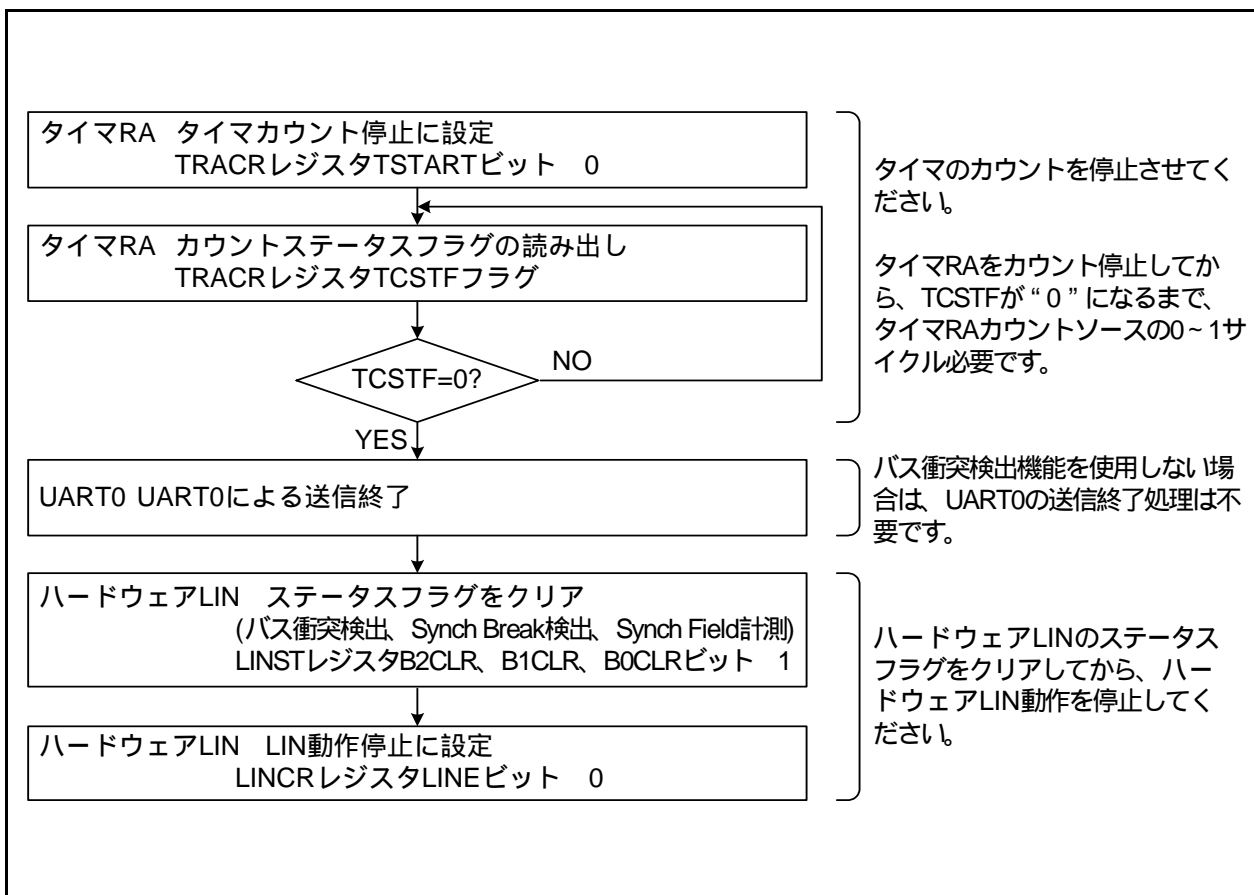 タイマRA タイマカウント停止に設定
TRACRレジスタTSTARTビット 0
タイマRA カウントステータスフラグの読み出し
TRACRレジスタTCSTFフラグ
TCSTF=0?
NO
YES
UART0 UART0による送信終了
ハードウェアLIN ステータスフラグをクリア
(バス衝突検出、Synch Break検出、Synch Field計測)
LINSTレジスタB2CLR、B1CLR、B0CLRビット 1
ハードウェアLIN LIN動作停止に設定
LINCRレジスタLINEビット 0
タイマのカウントを停止させてく
ださい。
タイマRAをカウント停止してか
ら、TCSTFが“0”になるまで、
タイマRAカウントソースの0~1サ
イクル必要です。
バス衝突検出機能を使用しない場
合は、UART0の送信終了処理は不
要です。
ハードウェアLINのステータス
フラグをクリアしてから、ハー
ドウェアLIN動作を停止してく
ださい。